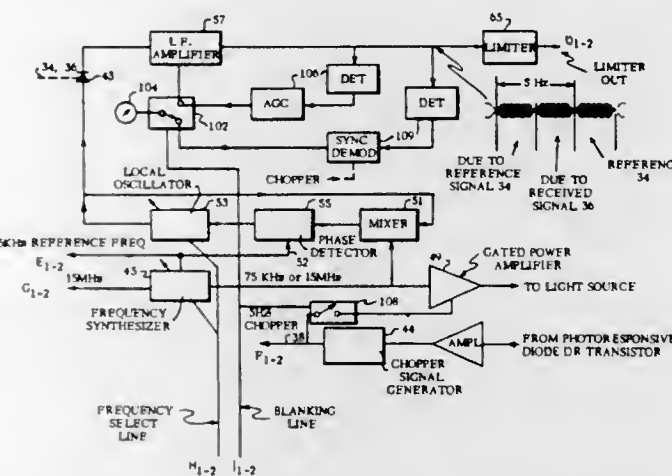 57
I.F. AMPLIFIER
65
LIMITER
U1-2
LIMITER OUT
34, 36
43
104
102
106
AGC
DET
DET
109
SYNC DEMOD
CHOPPER
5 Hz
DUE TO REFERENCE SIGNAL 34
DUE TO RECEIVED SIGNAL 36
REFERENCE 34
LOCAL OSCILLATOR
53
55
PHASE DETECTOR
51
MIXER
5KHz REFERENCE FREQ
E1-2
52
G1-2
15MHz
45
75 KHz or 15MHz
FREQUENCY SYNTHESIZER
GATED POWER AMPLIFIER
TO LIGHT SOURCE
5HZ CHOPPER
108
F1-2
38
44
CHOPPER SIGNAL GENERATOR
AMPL
FROM PHOTORESPONSIVE DIODE OR TRANSISTOR
FREQUENCY SELECT LINE
BLANKING LINE
H1-2
I1-2